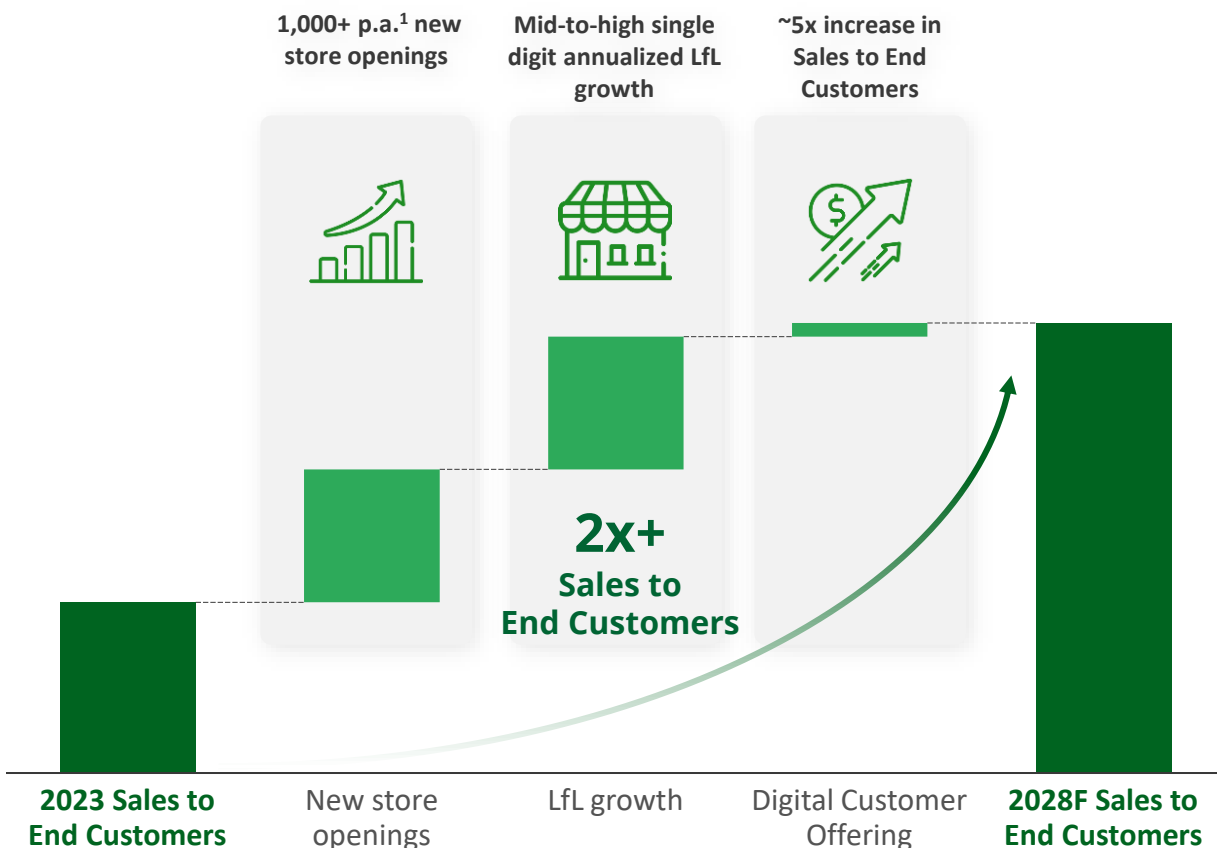 1,000+ p.a.1 new
store openings
Mid-to-high single
digit annualized LfL
growth
~5x increase in
Sales to End
Customers
$
2x+
Sales to
End Customers
2023 Sales to
End Customers
New store
openings
LfL growth
Digital Customer
Offering
2028F Sales to
End Customers